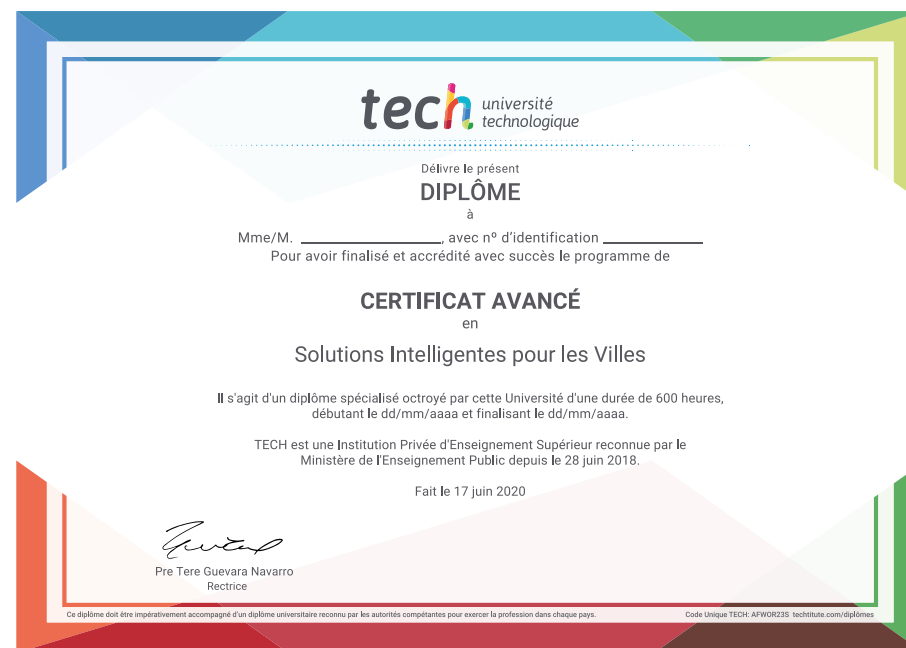 tech université
technologique
Délivre le présent
DIPLÔME
à
Mme/M. ____________________, avec nº d'identification ______________
Pour avoir finalisé et accrédité avec succès le programme de
CERTIFICAT AVANCÉ
en
Solutions Intelligentes pour les Villes
Il s'agit d'un diplôme spécialisé octroyé par cette Université d'une durée de 600 heures,
débutant le dd/mm/aaaa et finalisant le dd/mm/aaaa.
TECH est une Institution Privée d'Enseignement Supérieur reconnue par le
Ministère de l'Enseignement Public depuis le 28 juin 2018.
Fait le 17 juin 2020
Pre Tere Guevara Navarro
Rectrice
Ce diplôme doit être impérativement accompagné d'un diplôme universitaire reconnu par les autorités compétantes pour exercer la profession dans chaque pays. Code Unique TECH: AFWOR23S techtitute.com/diplômes